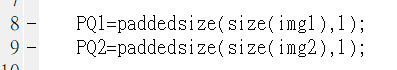 8 - PQ1=paddedsize(size(img1),1);
9 - PQ2=paddedsize(size(img2),1);